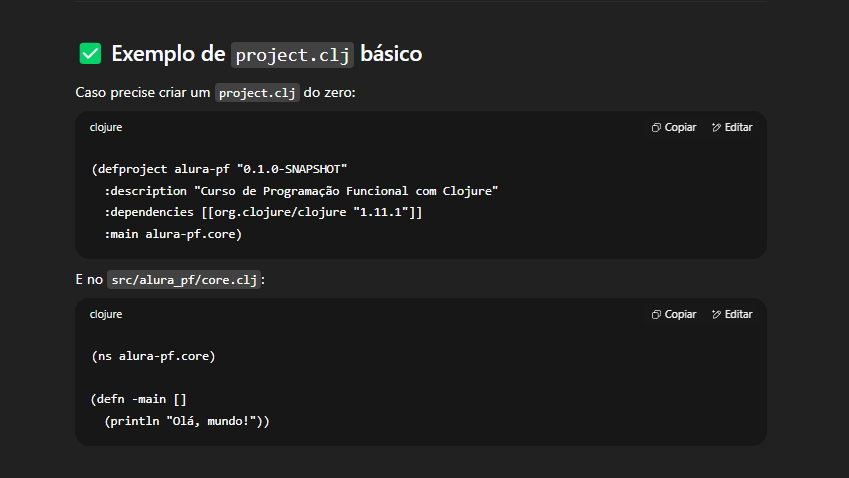 ✅ Exemplo de project.clj básico
Caso precise criar um project.clj do zero:
clojure Copiar Editar
(defproject alura-pf "0.1.0-SNAPSHOT"
  :description "Curso de Programação Funcional com Clojure"
  :dependencies [[org.clojure/clojure "1.11.1"]]
  :main alura-pf.core)
E no src/alura_pf/core.clj:
clojure Copiar Editar
(ns alura-pf.core)
(defn -main []
  (println "Olá, mundo!"))